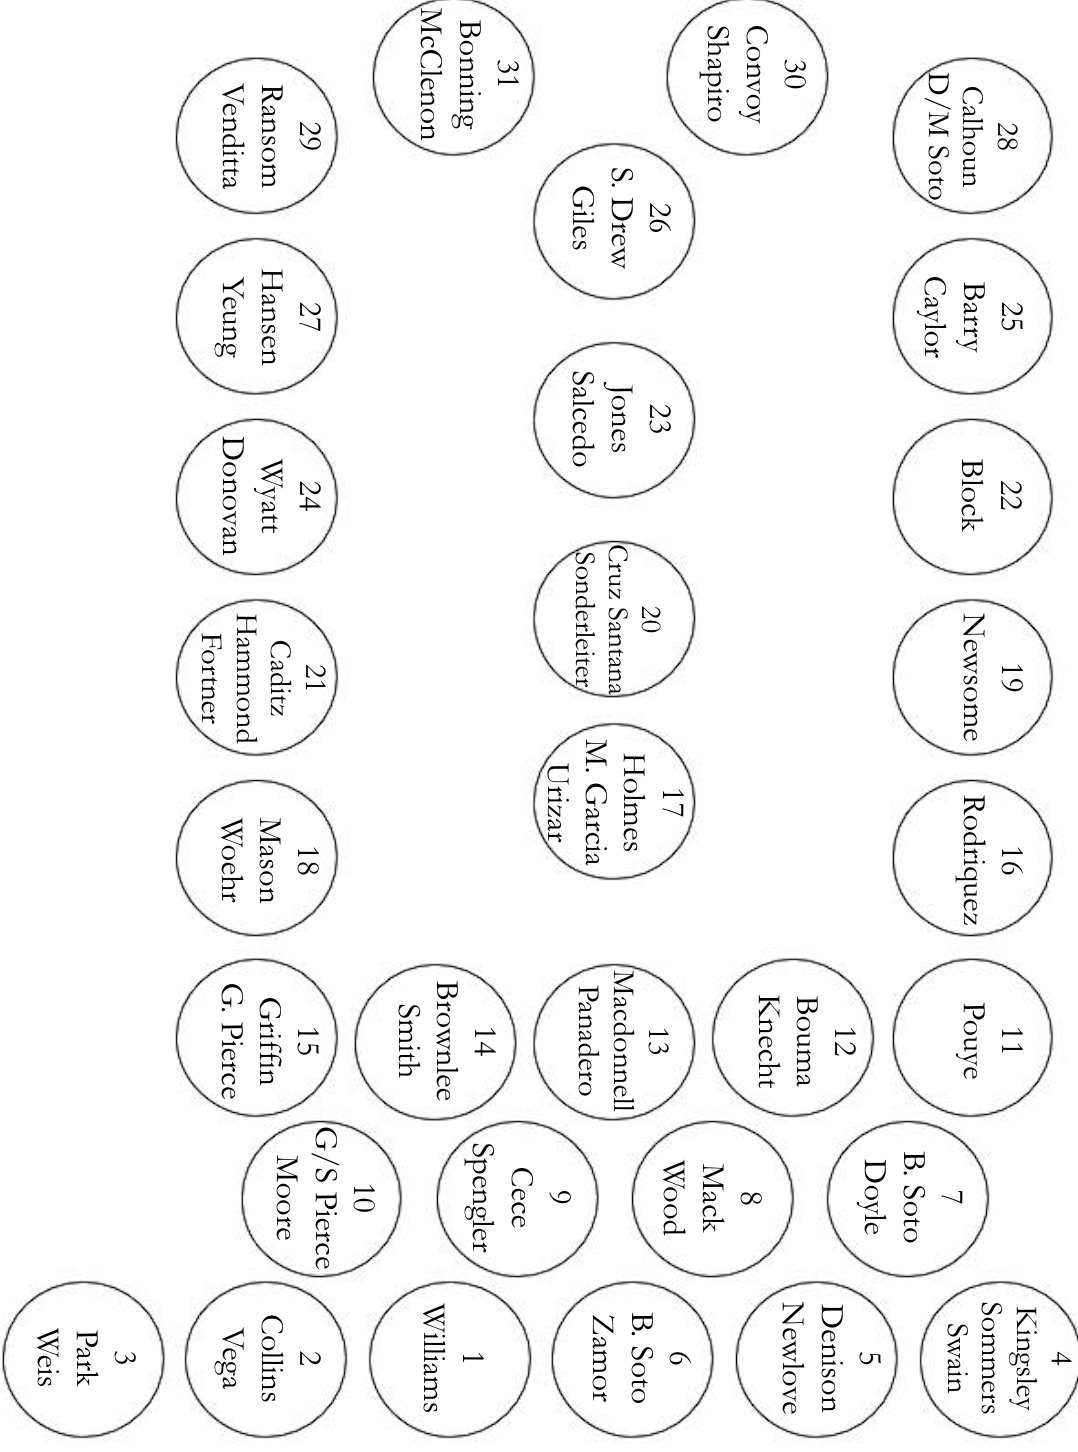 28
Calhoun
D/M Soto
25
Barry
Caylor
22
Block
19
Newsome
16
Rodriquez
11
Pouye
30
Convoy
Shapiro
26
S. Drew
Giles
23
Jones
Salcedo
20
Cruz Santana
Sonderleiter
17
Holmes
M. Garcia
Urizar
31
Bonning
McClenon
29
Ransom
Venditta
27
Hansen
Yeung
24
Wyatt
Donovan
21
Caditz
Hammond
Fortner
18
Mason
Woehr
15
Griffin
G. Pierce
14
Brownlee
Smith
13
Macdonnell
Panadero
12
Bouma
Knecht
7
B. Soto
Doyle
8
Mack
Wood
9
Cece
Spengler
10
G/S Pierce
Moore
4
Kingsley
Sommers
Swain
5
Denison
Newlove
6
B. Soto
Zamor
1
Williams
2
Collins
Vega
3
Park
Weis